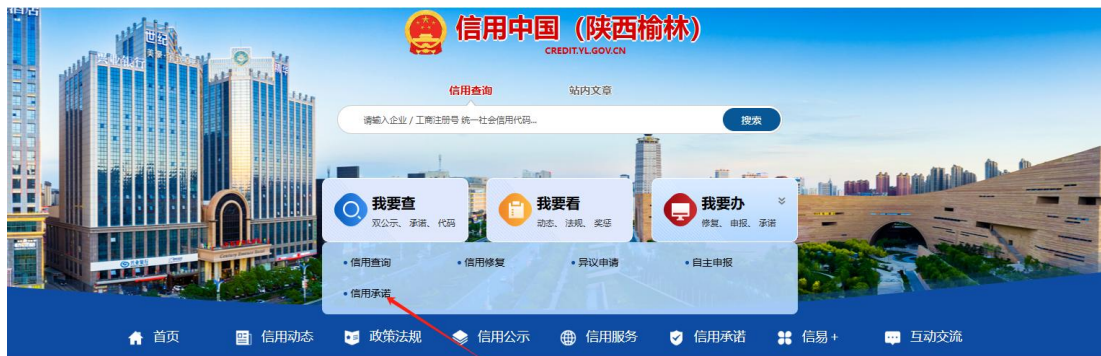 信用中国（陕西榆林）
CREDIT.YL.GOV.CN
信用查询 站内文章
请输入企业 / 工商注册号 统一社会信用代码... 搜索
我要查 我要看 我要办
双公示、承诺、代码 动态、法规、奖惩 修复、申报、承诺
• 信用查询 • 信用修复 • 异议申请 • 自主申报
• 信用承诺
首页 信用动态 政策法规 信用公示 信用服务 信用承诺 信易+ 互动交流